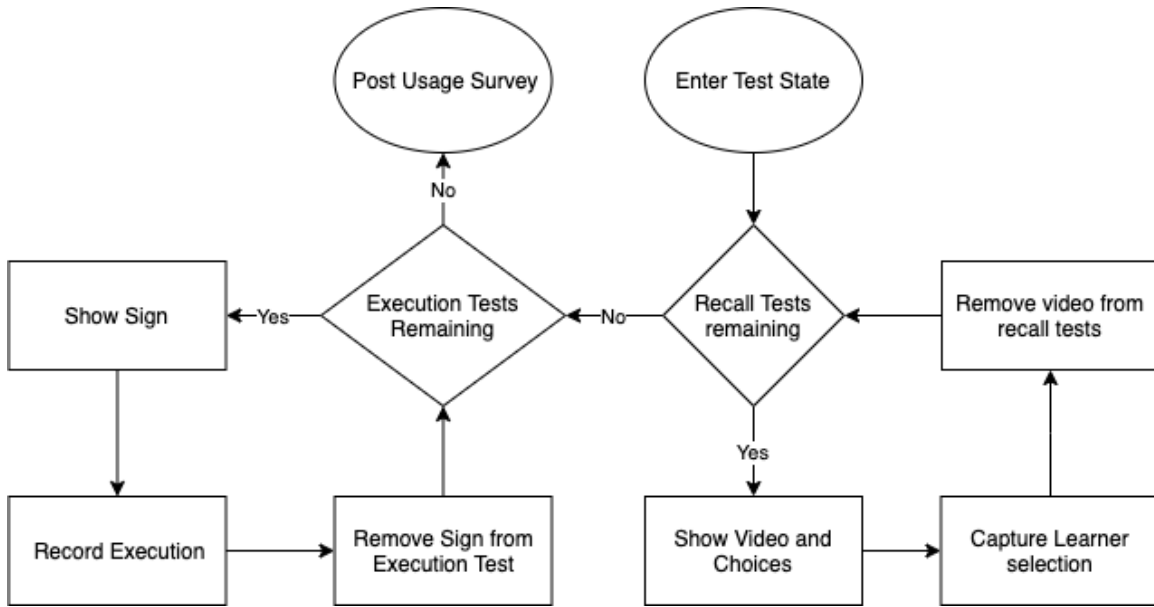 Post Usage Survey
Enter Test State
No
Show Sign
Yes
Execution Tests
Remaining
No
Recall Tests
remaining
Remove video from
recall tests
Yes
Record Execution
Remove Sign from
Execution Test
Show Video and
Choices
Capture Learner
selection